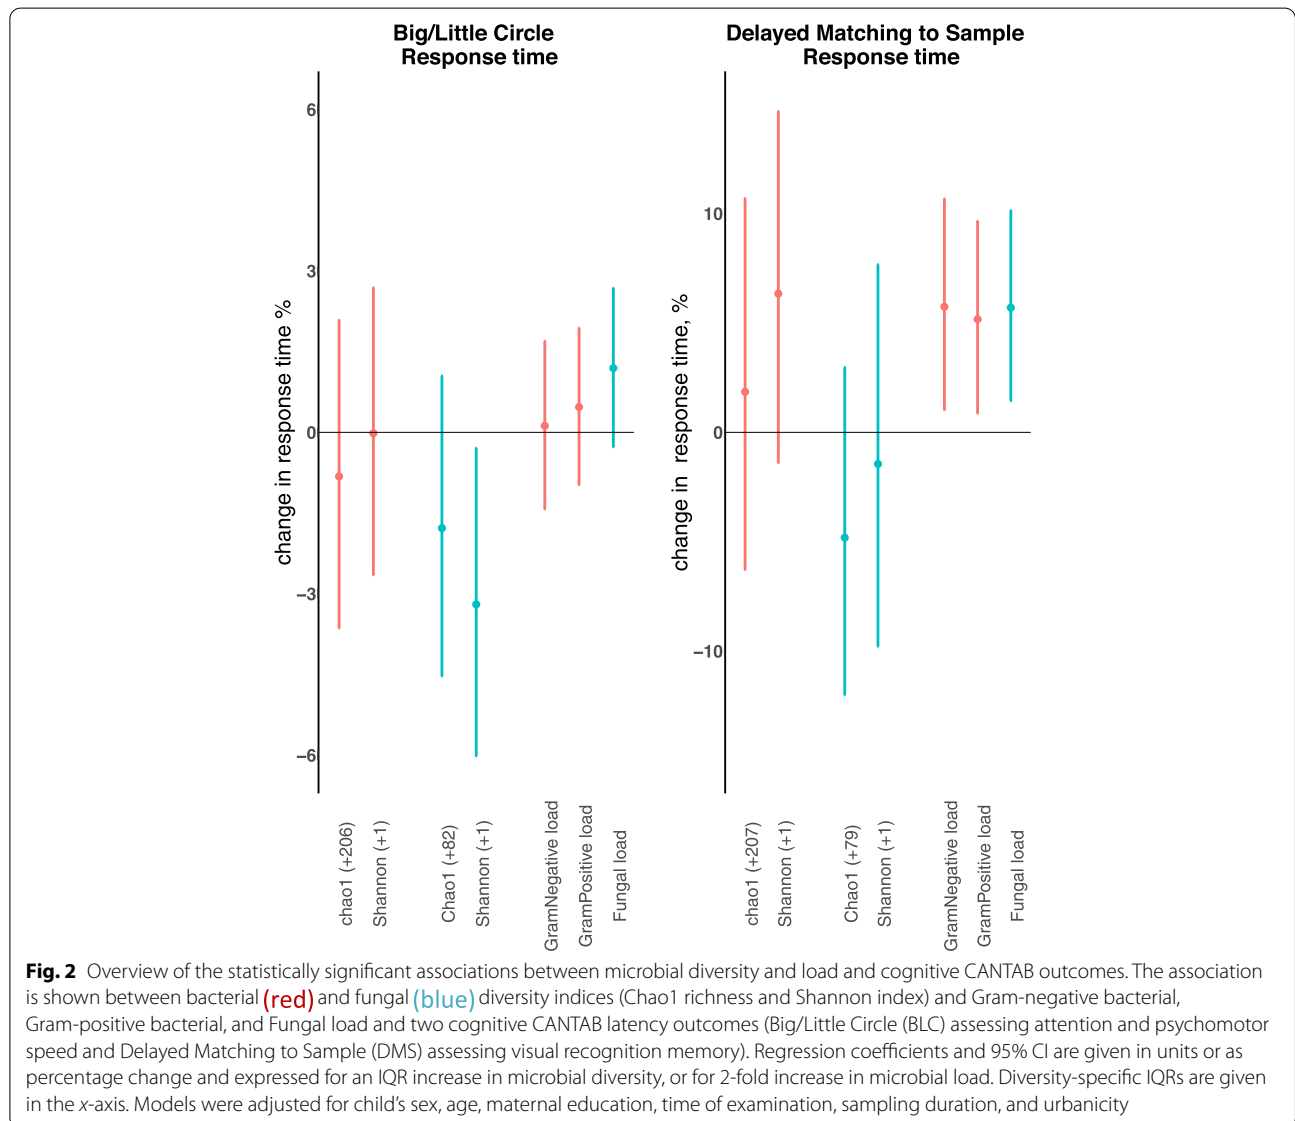 Big/Little Circle
Response time
change in response time %
6
3
0
−3
−6
chao1 (+206)
Shannon (+1)
Chao1 (+82)
Shannon (+1)
GramNegative load
GramPositive load
Fungal load
Delayed Matching to Sample
Response time
change in  response time, %
10
0
−10
chao1 (+207)
Shannon (+1)
Chao1 (+79)
Shannon (+1)
GramNegative load
GramPositive load
Fungal load
Fig. 2 Overview of the statistically significant associations between microbial diversity and load and cognitive CANTAB outcomes. The association
is shown between bacterial (red) and fungal (blue) diversity indices (Chao1 richness and Shannon index) and Gram-negative bacterial,
Gram-positive bacterial, and Fungal load and two cognitive CANTAB latency outcomes (Big/Little Circle (BLC) assessing attention and psychomotor
speed and Delayed Matching to Sample (DMS) assessing visual recognition memory). Regression coefficients and 95% CI are given in units or as
percentage change and expressed for an IQR increase in microbial diversity, or for 2-fold increase in microbial load. Diversity-specific IQRs are given
in the x-axis. Models were adjusted for child's sex, age, maternal education, time of examination, sampling duration, and urbanicity